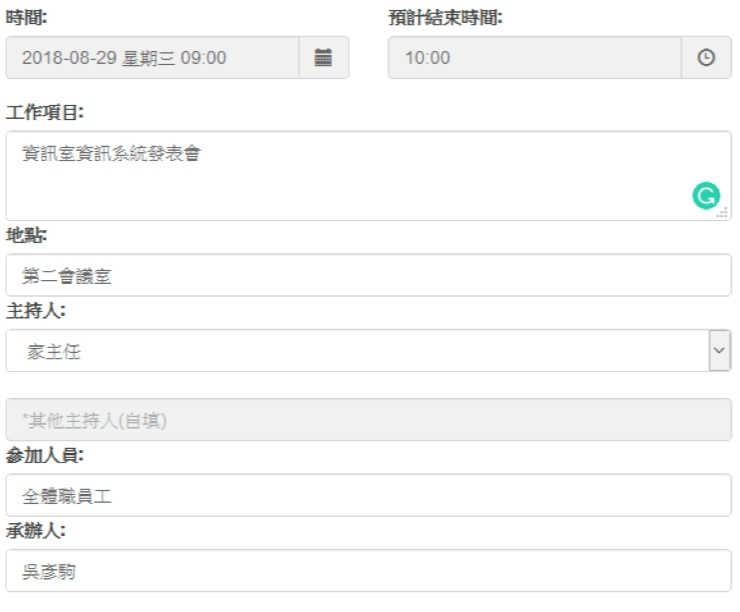 時間:
預計結束時間:
2018-08-29 星期三 09:00
10:00
工作項目:
資訊室資訊系統發表會
地點:
第二會議室
主持人:
家主任
*其他主持人(自填)
參加人員:
全體職員工
承辦人:
吳彥駒